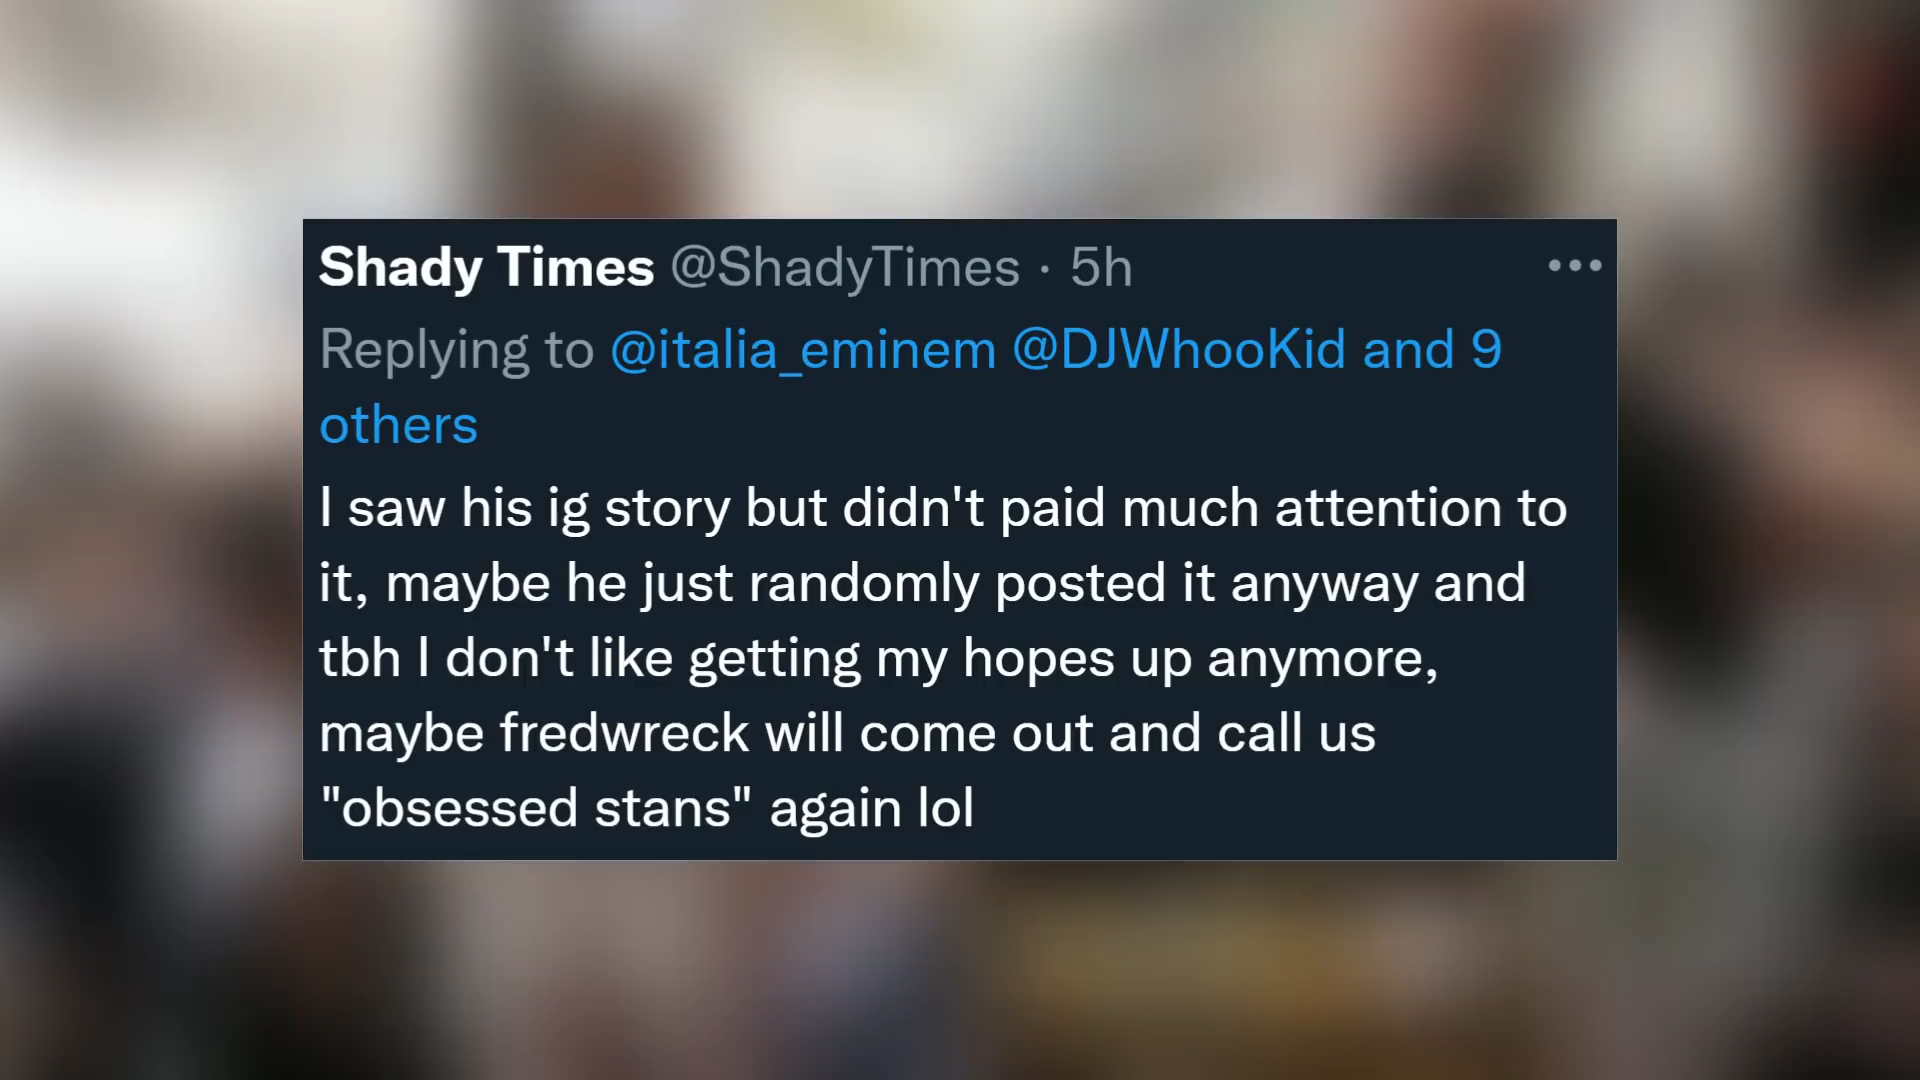 Shady Times @ShadyTimes · 5h
Replying to @italia_eminem @DJWhooKid and 9
others
I saw his ig story but didn't paid much attention to
it, maybe he just randomly posted it anyway and
tbh I don't like getting my hopes up anymore,
maybe fredwreck will come out and call us
"obsessed stans" again lol